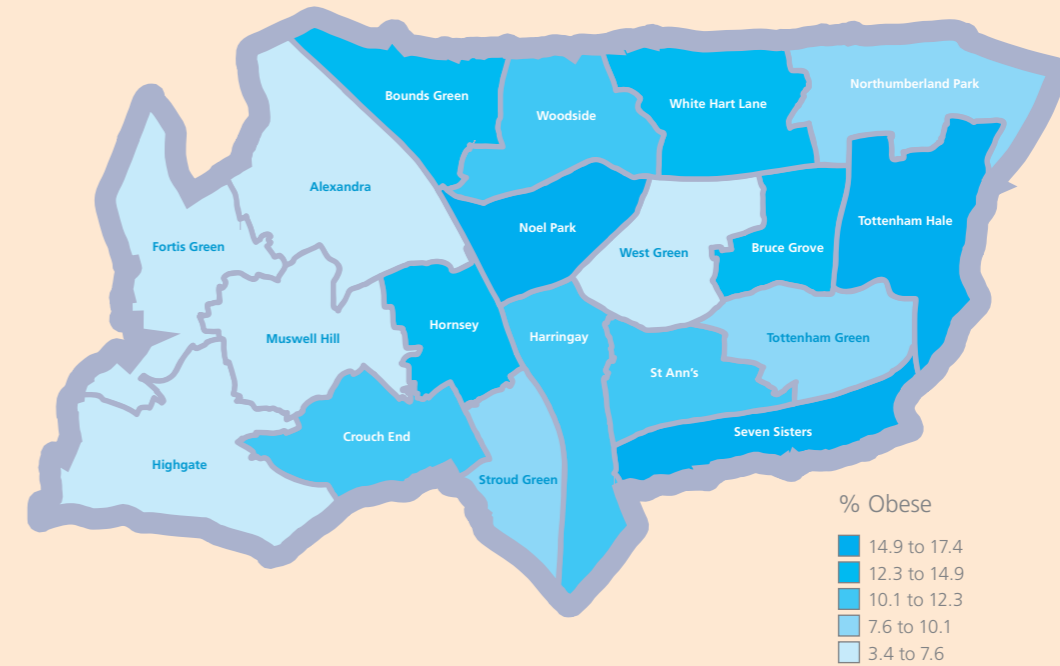 Northumberland Park
Bounds Green
White Hart Lane
Woodside
Alexandra
Tottenham Hale
Noel Park
Fortis Green
Bruce Grove
West Green
Hornsey
Muswell Hill
Harringay
Tottenham Green
St Ann's
Seven Sisters
Crouch End
Highgate
Stroud Green
% Obese
14.9 to 17.4
12.3 to 14.9
10.1 to 12.3
7.6 to 10.1
3.4 to 7.6